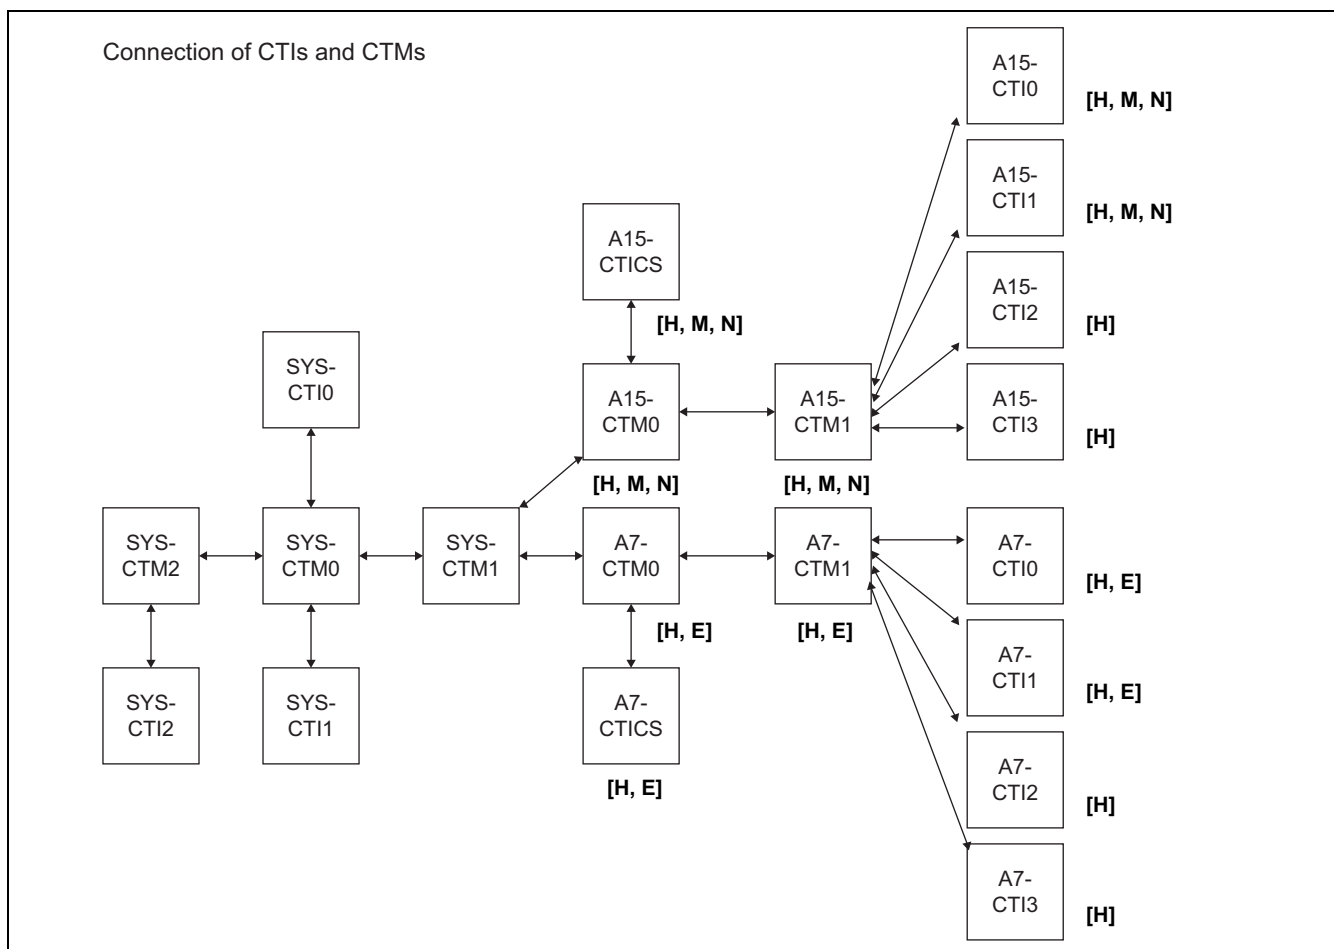 Connection of CTIs and CTMs
A15-
CTI0
[H, M, N]
A15-
CTI1
[H, M, N]
A15-
CTICS
[H, M, N]
A15-
CTI2
[H]
SYS-
CTI0
A15-
CTM0
[H, M, N]
A15-
CTM1
[H, M, N]
A15-
CTI3
[H]
SYS-
CTM2
SYS-
CTM0
SYS-
CTM1
A7-
CTM0
[H, E]
A7-
CTM1
[H, E]
A7-
CTI0
[H, E]
A7-
CTI1
[H, E]
SYS-
CTI2
SYS-
CTI1
A7-
CTICS
[H, E]
A7-
CTI2
[H]
A7-
CTI3
[H]